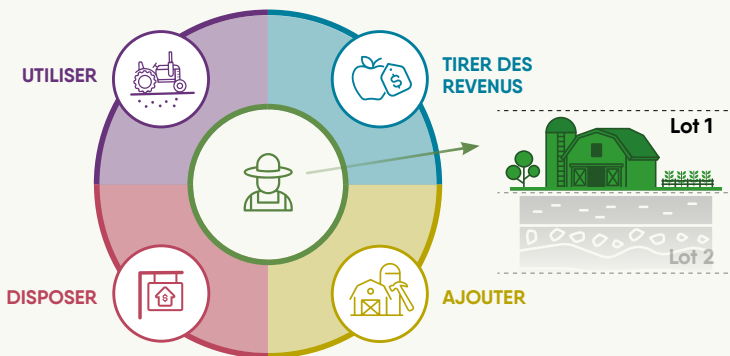 UTILISER
TIRER DES
REVENUS
$
Lot 1
Lot 2
DISPOSER
$
AJOUTER